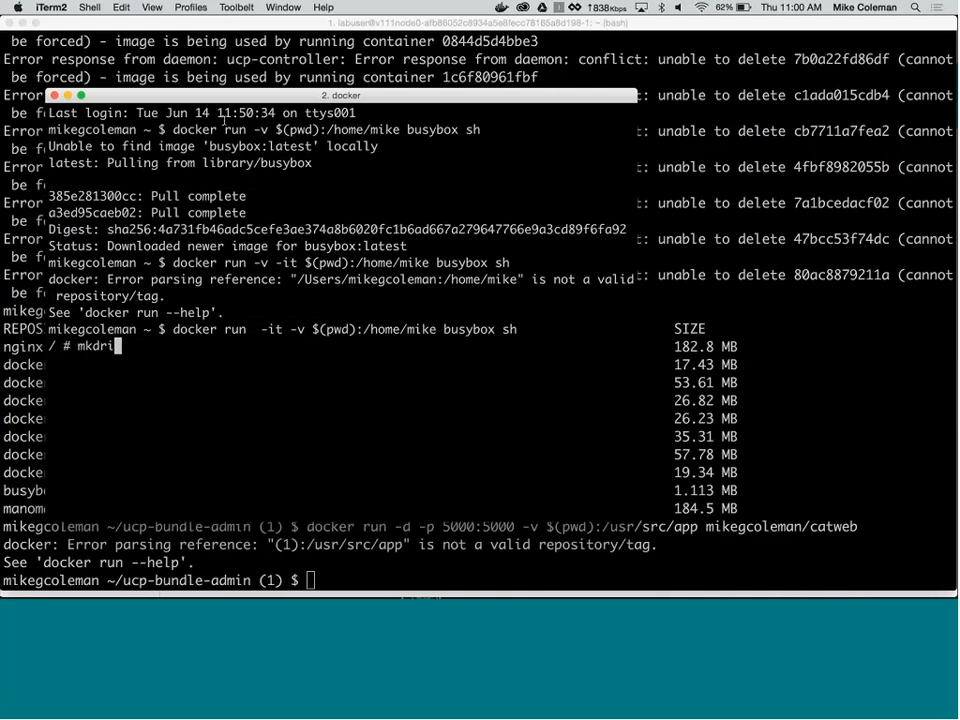 iTerm2 Shell Edit View Profiles Toolbelt Window Help 838Kbps 62% Thu 11:00 AM Mike Coleman
1. labuser@v111node0-afb86052c8934a5e8fecc78165a8d198-1: ~ (bash)
be forced) - image is being used by running container 0844d5d4bbe3
Error response from daemon: ucp-controller: Error response from daemon: conflict: unable to delete 7b0a22fd86df (cannot
be forced) - image is being used by running container 1c6f80961fbf
Error t: unable to delete c1ada015cdb4 (cannot
be f
Error t: unable to delete cb7711a7fea2 (cannot
be f
Error t: unable to delete 4fbf8982055b (cannot
be f
Error t: unable to delete 7a1bcedacf02 (cannot
be f
Error t: unable to delete 47bcc53f74dc (cannot
be f
Error t: unable to delete 80ac8879211a (cannot
be f
mikeg
REPOS SIZE
nginx 182.8 MB
docke 17.43 MB
docke 53.61 MB
docke 26.82 MB
docke 26.23 MB
docke 35.31 MB
docke 57.78 MB
docke 19.34 MB
busyb 1.113 MB
manom 184.5 MB
mikegcoleman ~/ucp-bundle-admin (1) $ docker run -d -p 5000:5000 -v $(pwd):/usr/src/app mikegcoleman/catweb
docker: Error parsing reference: "(1):/usr/src/app" is not a valid repository/tag.
See 'docker run --help'.
mikegcoleman ~/ucp-bundle-admin (1) $
2. docker
Last login: Tue Jun 14 11:50:34 on ttys001
mikegcoleman ~ $ docker run -v $(pwd):/home/mike busybox sh
Unable to find image 'busybox:latest' locally
latest: Pulling from library/busybox
385e281300cc: Pull complete
a3ed95caeb02: Pull complete
Digest: sha256:4a731fb46adc5cefe3ae374a8b6020fc1b6ad667a279647766e9a3cd89f6fa92
Status: Downloaded newer image for busybox:latest
mikegcoleman ~ $ docker run -v -it $(pwd):/home/mike busybox sh
docker: Error parsing reference: "/Users/mikegcoleman:/home/mike" is not a valid
repository/tag.
See 'docker run --help'.
mikegcoleman ~ $ docker run  -it -v $(pwd):/home/mike busybox sh
/ # mkdri